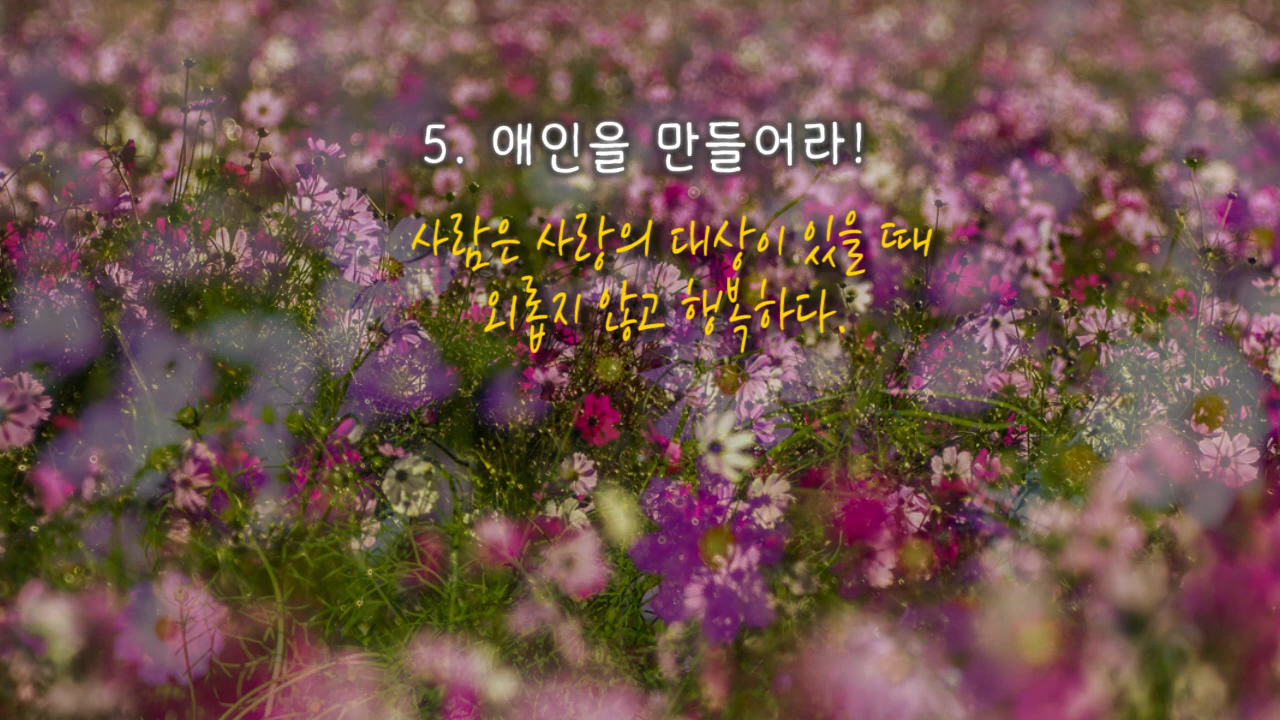 5. 애인을 만들어라!
사람은 사랑의 대상이 있을 때
외롭지 않고 행복하다.